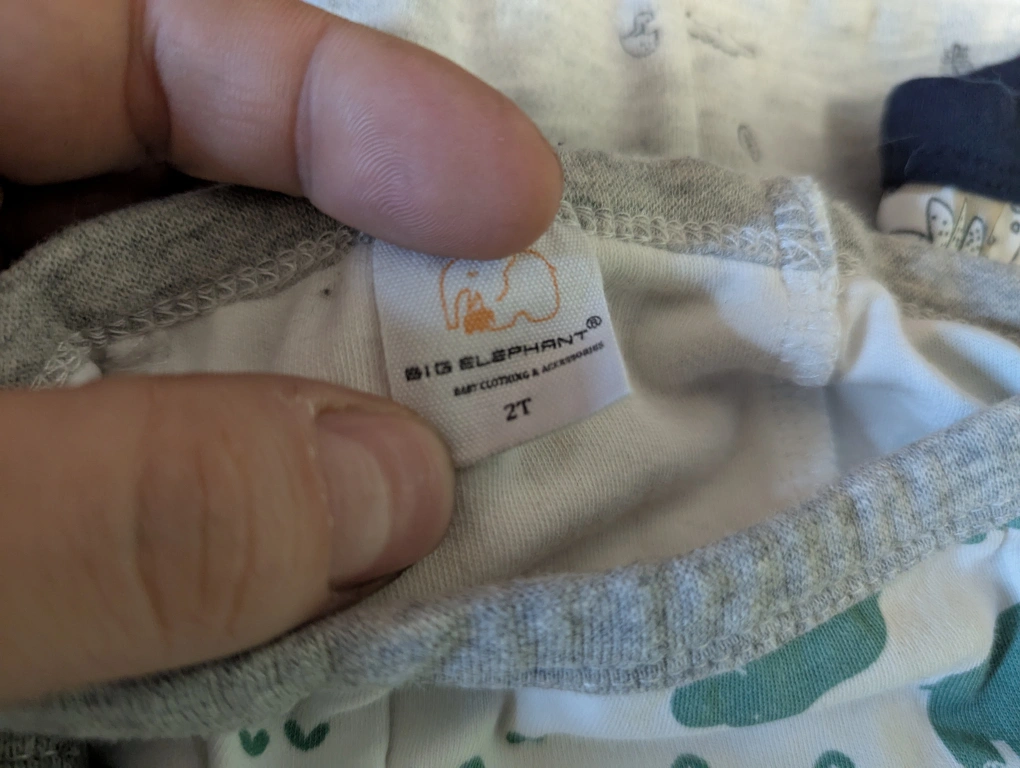 BIG ELEPHANT®
BABY CLOTHING & ACCESSORIES
2T